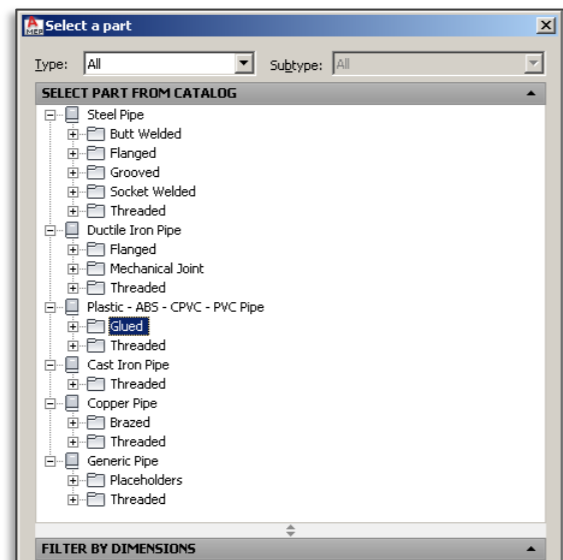 MEP
Select a part
Type: All Subtype: All
SELECT PART FROM CATALOG
Steel Pipe
Butt Welded
Flanged
Grooved
Socket Welded
Threaded
Ductile Iron Pipe
Flanged
Mechanical Joint
Threaded
Plastic - ABS - CPVC - PVC Pipe
Glued
Threaded
Cast Iron Pipe
Threaded
Copper Pipe
Brazed
Threaded
Generic Pipe
Placeholders
Threaded
FILTER BY DIMENSIONS